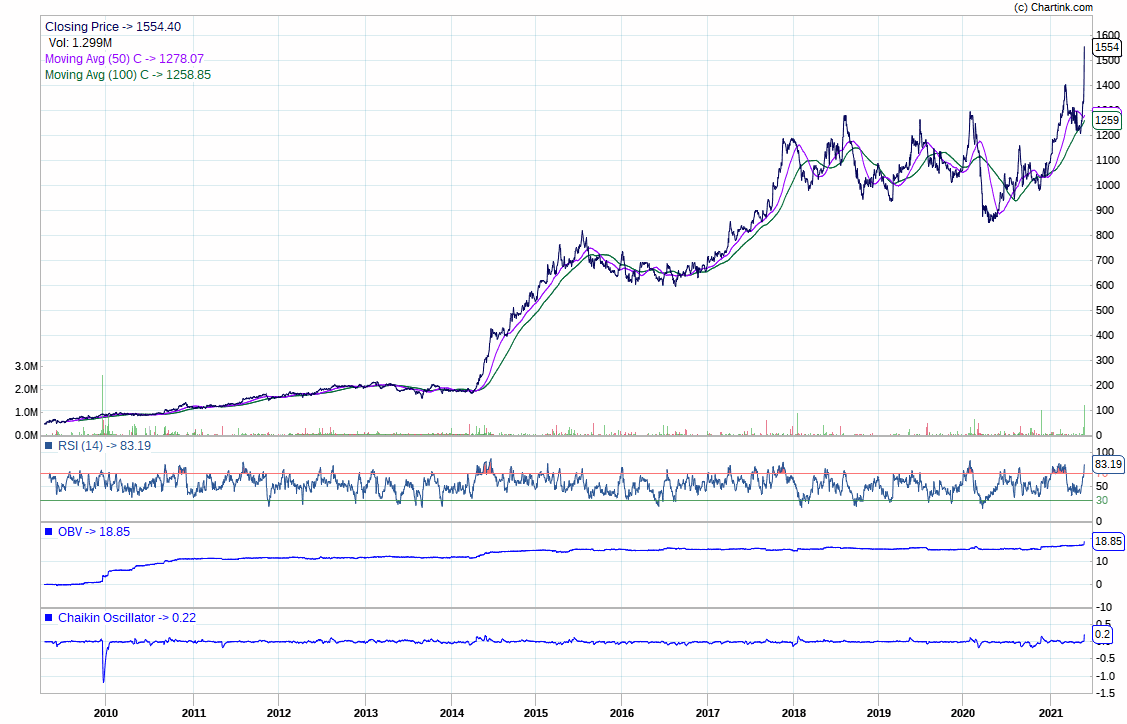 (c) Chartink.com
Closing Price -> 1554.40
Vol: 1.299M
Moving Avg (50) C -> 1278.07
Moving Avg (100) C -> 1258.85
1600
1554
1500
1400
1259
1200
1100
1000
900
800
700
600
500
400
300
200
100
0
3.0M
2.0M
1.0M
0.0M
RSI (14) -> 83.19
100
83.19
50
30
0
OBV -> 18.85
18.85
10
0
-10
Chaikin Oscillator -> 0.22
0.5
0.2
-0.5
-1.0
-1.5
2010 2011 2012 2013 2014 2015 2016 2017 2018 2019 2020 2021